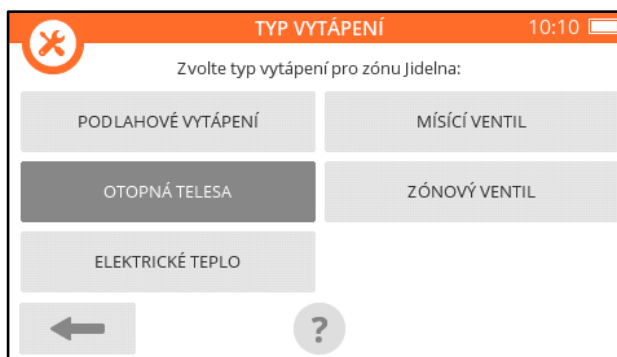 TYP VYTÁPENÍ 10:10
Zvolte typ vytápení pro zónu Jidelna:
PODLAHOVÉ VYTÁPENÍ MÍSÍCÍ VENTIL
OTOPNÁ TELESA ZÓNOVÝ VENTIL
ELEKTRICKÉ TEPLO
?